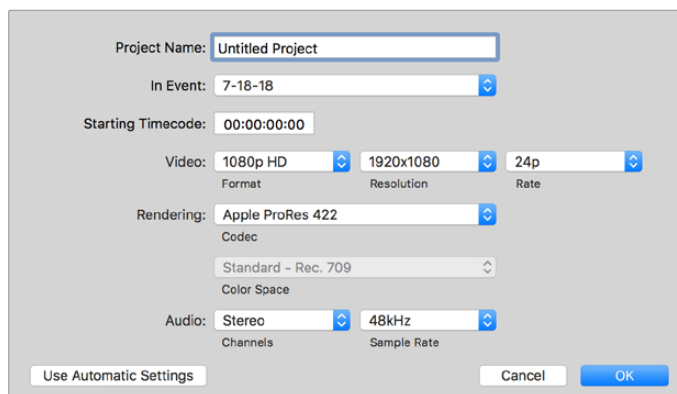 Project Name: Untitled Project
In Event: 7-18-18
Starting Timecode: 00:00:00:00
Video: 1080p HD 1920x1080 24p
Format Resolution Rate
Rendering: Apple ProRes 422
Codec
Standard - Rec. 709
Color Space
Audio: Stereo 48kHz
Channels Sample Rate
Use Automatic Settings Cancel OK